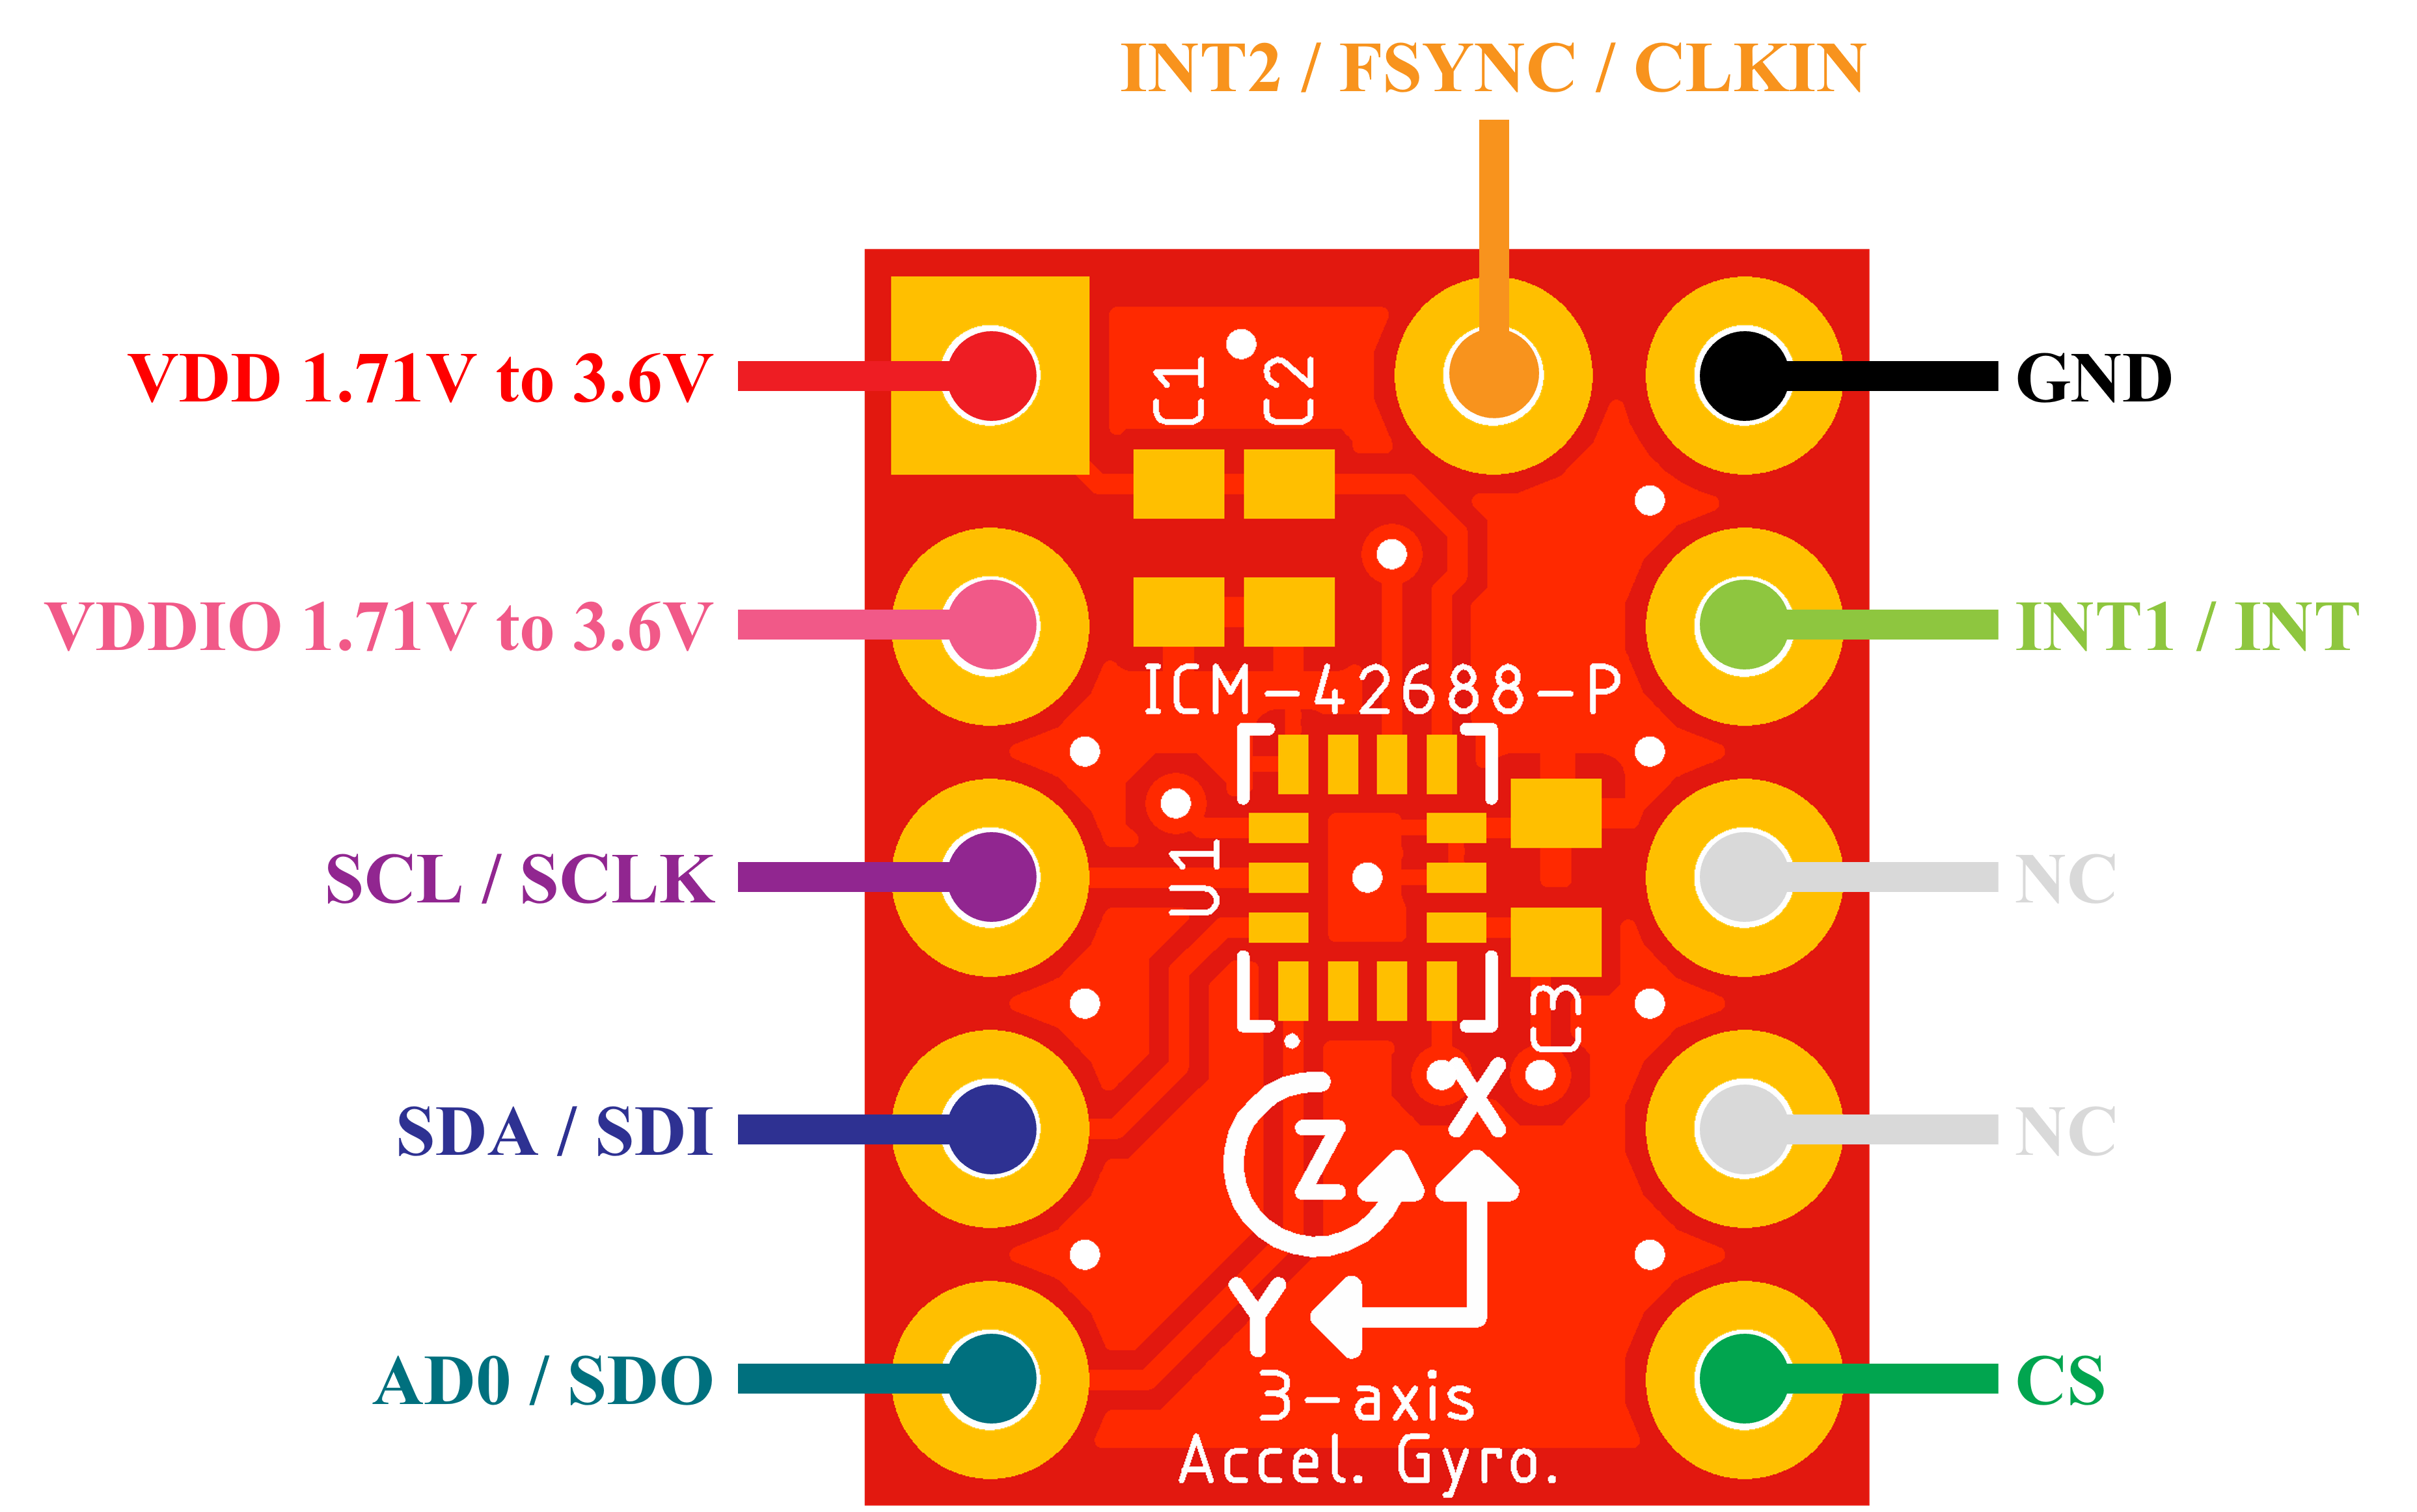 INT2 / FSYNC / CLKIN
VDD 1.71V to 3.6V
C1
C2
GND
VDDIO 1.71V to 3.6V
INT1 / INT
ICM-42688-P
SCL / SCLK
U1
NC
C3
X
Z
SDA / SDI
NC
Y
AD0 / SDO
CS
3-axis
Accel. Gyro.